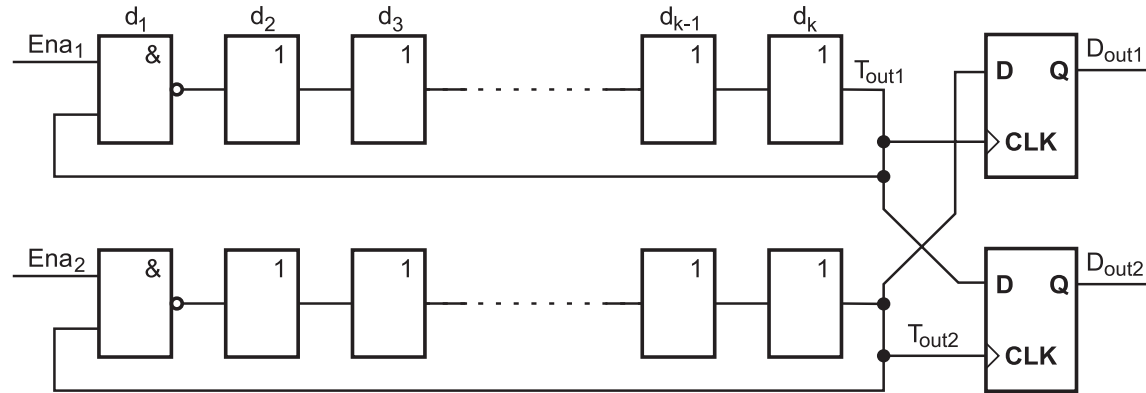 d1 d2 d3 dk-1 dk
Ena1 & 1 1 1 1 Tout1 D Q Dout1
CLK
Ena2 & 1 1 1 1 D Q Dout2
Tout2 CLK